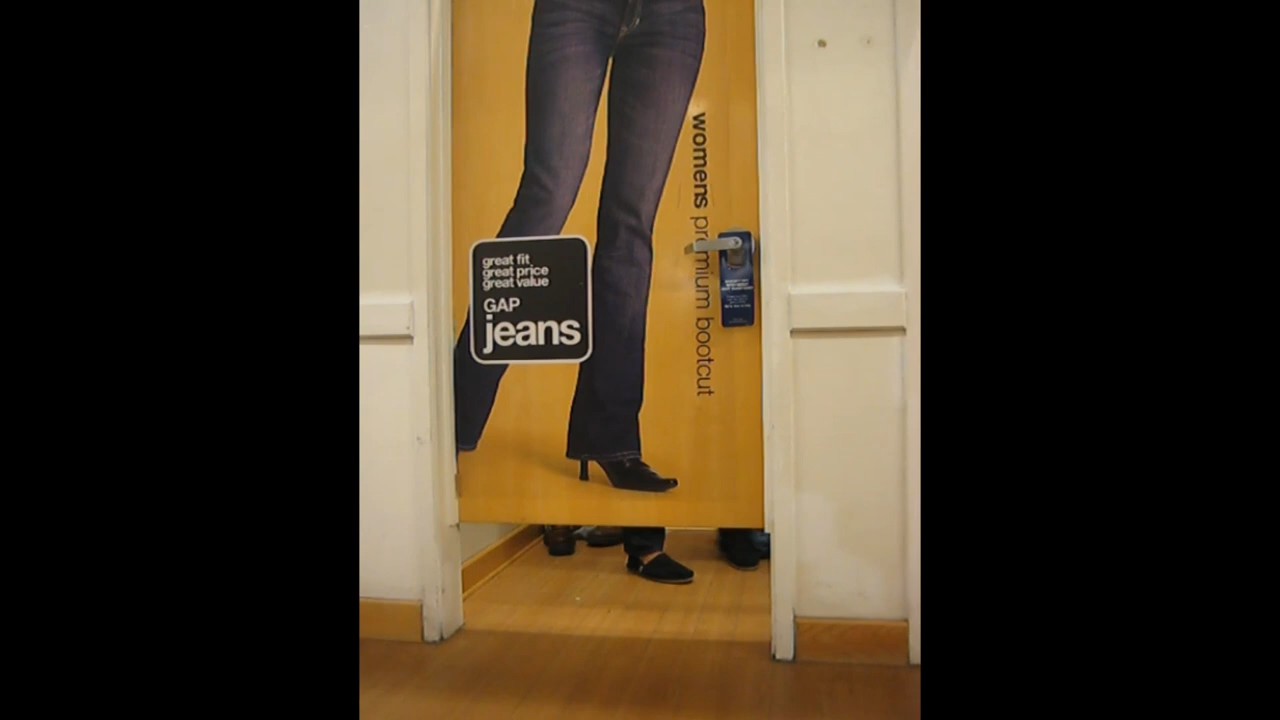 great fit
great price
great value
GAP
jeans
womens premium bootcut